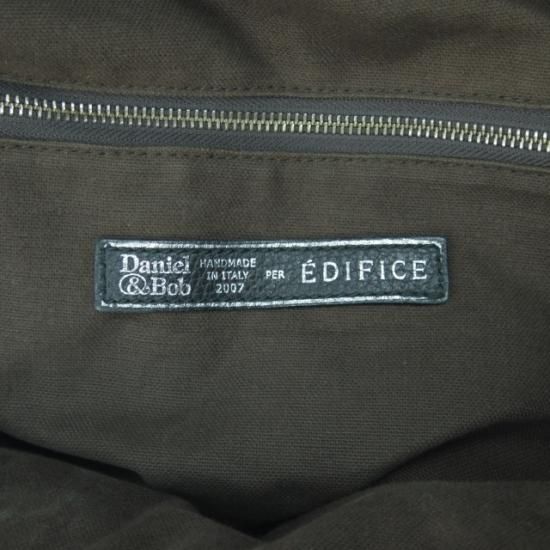 Daniel
& Bob
HANDMADE
IN ITALY
2007
PER
ÉDIFICE